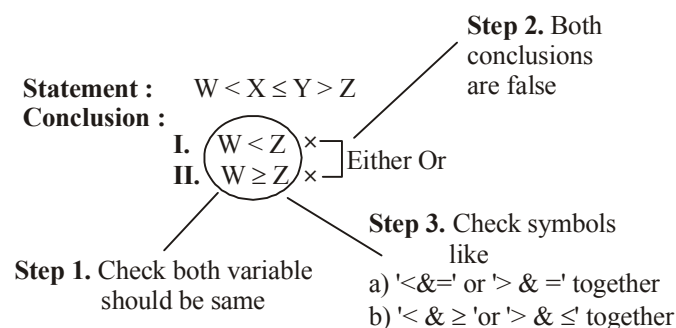 Step 2. Both
conclusions
are false
Statement : W < X ≤ Y > Z
Conclusion :
I. W < Z ×
II. W ≥ Z ×
Either Or
Step 3. Check symbols
like
a) '<&=' or '> & =' together
b) '< & ≥ 'or '> & ≤' together
Step 1. Check both variable
should be same